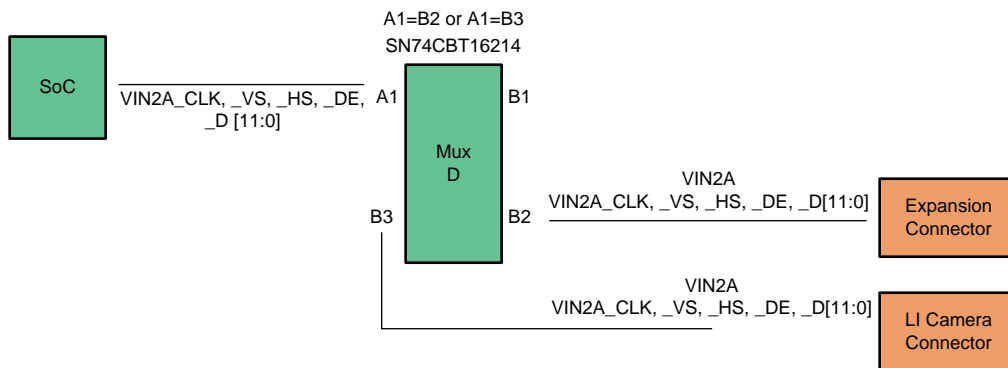 A1=B2 or A1=B3
SN74CBT16214
SoC
VIN2A_CLK, _VS, _HS, _DE,
_D [11:0]
A1
B1
Mux
D
B3
B2
VIN2A
VIN2A_CLK, _VS, _HS, _DE, _D[11:0]
Expansion
Connector
VIN2A
VIN2A_CLK, _VS, _HS, _DE, _D[11:0]
LI Camera
Connector